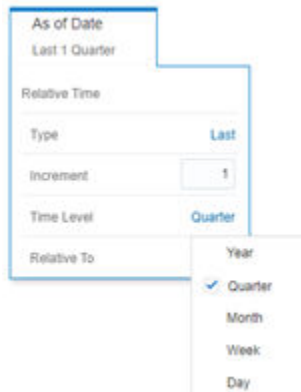 As of Date
Last 1 Quarter
Relative Time
Type Last
Increment 1
Time Level Quarter
Relative To
Year
Quarter
Month
Week
Day